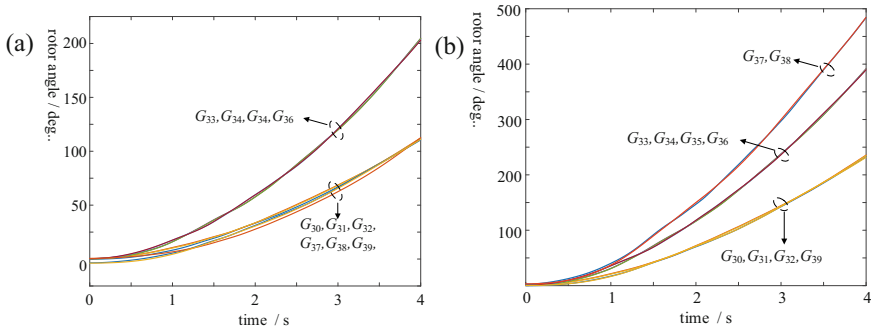 (a)
rotor angle / deg..
200
150
100
50
0
G33,G34,G34,G36
G30,G31,G32,
G37,G38,G39,
0 1 2 3 4
time / s
(b)
rotor angle / deg..
500
400
300
200
100
G37,G38
G33,G34,G35,G36
G30,G31,G32,G39
0 1 2 3 4
time / s